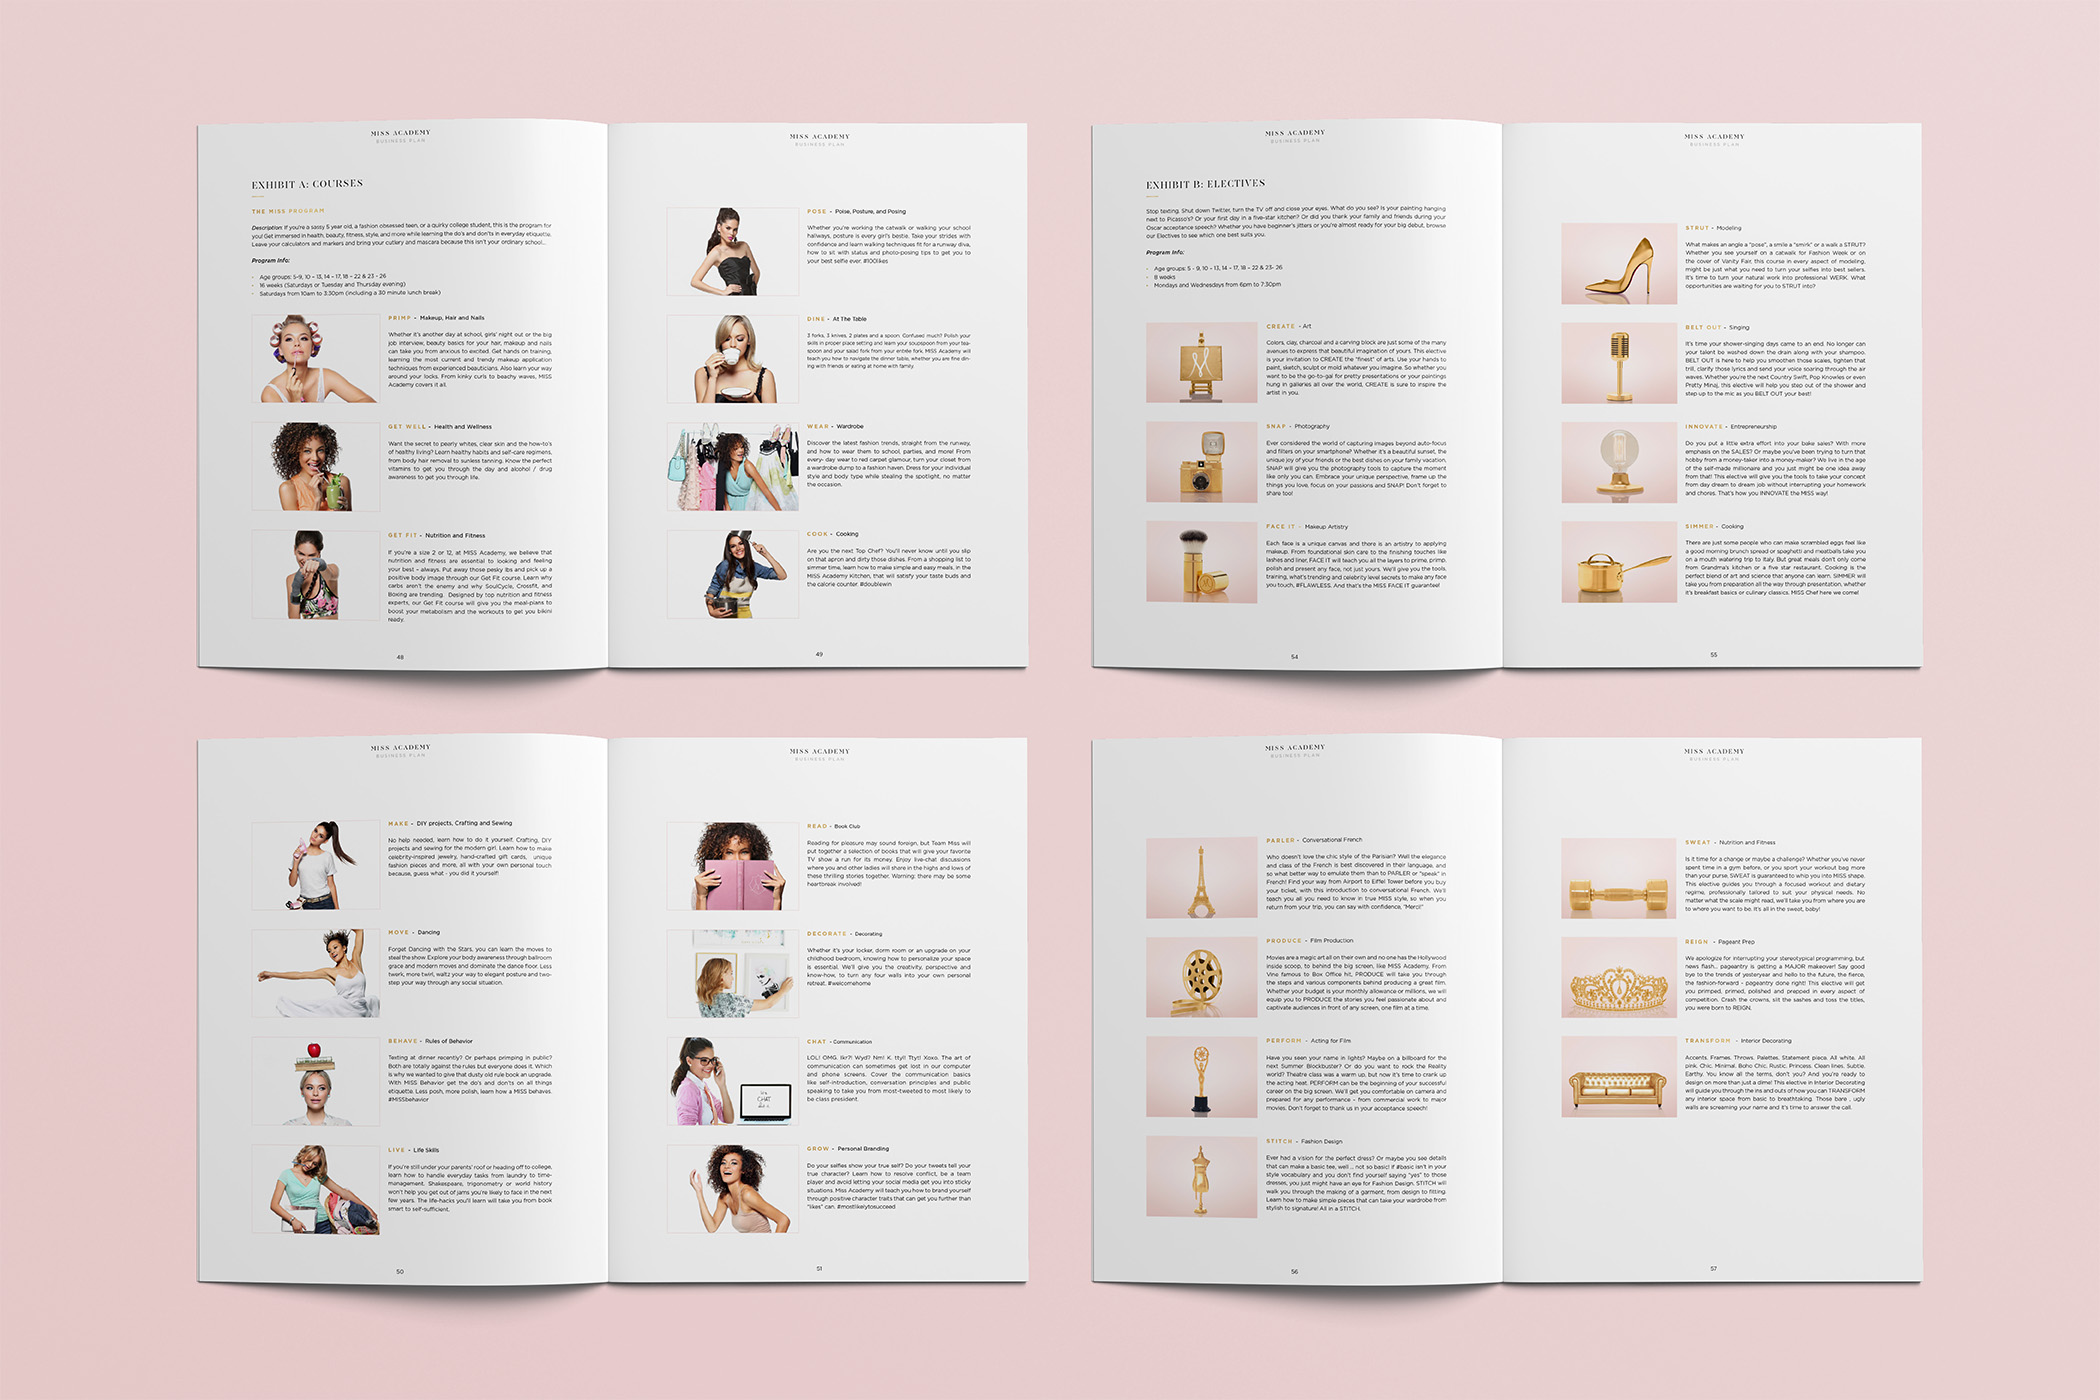 MISS ACADEMY
BUSINESS PLAN
EXHIBIT A: COURSES
THE MISS PROGRAM
Description: If you're a sassy 5 year old, a fashion obsessed teen, or a quirky college student, this is the program for
you! Get immersed in health, beauty, fitness, style, and more while learning the do's and don'ts in everyday etiquette.
Leave your calculators and markers and bring your cutlery and mascara because this isn't your ordinary school...
Program Info:
Age groups: 5-9, 10 - 13, 14 - 17, 18 - 22 & 23 - 26
16 weeks (Saturdays or Tuesday and Thursday evening)
Saturdays from 10am to 3:30pm (including a 30 minute lunch break)
PRIMP - Makeup, Hair and Nails
Whether it's another day at school, girls' night out or the big
job interview, beauty basics for your hair, makeup and nails
can take you from anxious to excited. Get hands on training,
learning the most current and trendy makeup application
techniques from experienced beauticians. Also learn your way
around your locks. From kinky curls to beachy waves, MISS
Academy covers it all.
GET WELL - Health and Wellness
Want the secret to pearly whites, clear skin and the how-to's
of healthy living? Learn healthy habits and self-care regimens,
from body hair removal to sunless tanning. Know the perfect
vitamins to get you through the day and alcohol / drug
awareness to get you through life.
GET FIT - Nutrition and Fitness
If you're a size 2 or 12, at MISS Academy, we believe that
nutrition and fitness are essential to looking and feeling
your best - always. Put away those pesky lbs and pick up a
positive body image through our Get Fit course. Learn why
carbs aren't the enemy and why SoulCycle, Crossfit, and
Boxing are trending. Designed by top nutrition and fitness
experts, our Get Fit course will give you the meal-plans to
boost your metabolism and the workouts to get you bikini
ready.
48
MISS ACADEMY
BUSINESS PLAN
POSE - Poise, Posture, and Posing
Whether you're working the catwalk or walking your school
hallways, posture is every girl's bestie. Take your strides with
confidence and learn walking techniques fit for a runway diva,
how to sit with status and photo-posing tips to get you to
your best selfie ever. #100likes
DINE - At The Table
3 forks, 3 knives, 2 plates and a spoon. Confused much? Polish your
skills in proper place setting and learn your soupspoon from your tea-
spoon and your salad fork from your entrée fork. MISS Academy will
teach you how to navigate the dinner table, whether you are fine din-
ing with friends or eating at home with family.
WEAR - Wardrobe
Discover the latest fashion trends, straight from the runway,
and how to wear them to school, parties, and more! From
every- day wear to red carpet glamour, turn your closet from
a wardrobe dump to a fashion haven. Dress for your individual
style and body type while stealing the spotlight, no matter
the occasion.
COOK - Cooking
Are you the next Top Chef? You'll never know until you slip
on that apron and dirty those dishes. From a shopping list to
simmer time, learn how to make simple and easy meals, in the
MISS Academy Kitchen, that will satisfy your taste buds and
the calorie counter. #doublewin
49
MISS ACADEMY
BUSINESS PLAN
EXHIBIT B: ELECTIVES
Stop texting. Shut down Twitter, turn the TV off and close your eyes. What do you see? Is your painting hanging
next to Picasso's? Or your first day in a five-star kitchen? Or did you thank your family and friends during your
Oscar acceptance speech? Whether you have beginner's jitters or you're almost ready for your big debut, browse
our Electives to see which one best suits you.
Program Info:
Age groups: 5 - 9, 10 - 13, 14 - 17, 18 - 22 & 23- 26
8 weeks
Mondays and Wednesdays from 6pm to 7:30pm
CREATE - Art
Colors, clay, charcoal and a carving block are just some of the many
avenues to express that beautiful imagination of yours. This elective
is your invitation to CREATE the "finest" of arts. Use your hands to
paint, sketch, sculpt or mold whatever you imagine. So whether you
want to be the go-to-gal for pretty presentations or your paintings
hung in galleries all over the world, CREATE is sure to inspire the
artist in you.
SNAP - Photography
Ever considered the world of capturing images beyond auto-focus
and filters on your smartphone? Whether it's a beautiful sunset, the
unique joy of your friends or the best dishes on your family vacation,
SNAP will give you the photography tools to capture the moment
like only you can. Embrace your unique perspective, frame up the
things you love, focus on your passions and SNAP! Don't forget to
share too!
FACE IT - Makeup Artistry
Each face is a unique canvas and there is an artistry to applying
makeup. From foundational skin care to the finishing touches like
lashes and liner, FACE IT will teach you all the layers to prime, primp,
polish and present any face, not just yours. We'll give you the tools,
training, what's trending and celebrity level secrets to make any face
you touch, #FLAWLESS. And that's the MISS FACE IT guarantee!
54
MISS ACADEMY
BUSINESS PLAN
STRUT - Modeling
What makes an angle a "pose", a smile a "smirk" or a walk a STRUT?
Whether you see yourself on a catwalk for Fashion Week or on
the cover of Vanity Fair, this course in every aspect of modeling,
might be just what you need to turn your selfies into best sellers.
It's time to turn your natural work into professional WERK. What
opportunities are waiting for you to STRUT into?
BELT OUT - Singing
It's time your shower-singing days came to an end. No longer can
your talent be washed down the drain along with your shampoo.
BELT OUT is here to help you smoothen those scales, tighten that
trill, clarify those lyrics and send your voice soaring through the air
waves. Whether you're the next Country Swift, Pop Knowles or even
Pretty Minaj, this elective will help you step out of the shower and
step up to the mic as you BELT OUT your best!
INNOVATE - Entrepreneurship
Do you put a little extra effort into your bake sales? With more
emphasis on the SALES? Or maybe you've been trying to turn that
hobby from a money-taker into a money-maker? We live in the age
of the self-made millionaire and you just might be one idea away
from that! This elective will give you the tools to take your concept
from day dream to dream job without interrupting your homework
and chores. That's how you INNOVATE the MISS way!
SIMMER - Cooking
There are just some people who can make scrambled eggs feel like
a good morning brunch spread or spaghetti and meatballs take you
on a mouth watering trip to Italy. But great meals don't only come
from Grandma's kitchen or a five star restaurant. Cooking is the
perfect blend of art and science that anyone can learn. SIMMER will
take you from preparation all the way through presentation, whether
it's breakfast basics or culinary classics. MISS Chef here we come!
55
MISS ACADEMY
BUSINESS PLAN
MAKE - DIY projects, Crafting and Sewing
No help needed, learn how to do it yourself. Crafting, DIY
projects and sewing for the modern girl. Learn how to make
celebrity-inspired jewelry, hand-crafted gift cards, unique
fashion pieces and more, all with your own personal touch
because, guess what - you did it yourself!
MOVE - Dancing
Forget Dancing with the Stars, you can learn the moves to
steal the show. Explore your body awareness through ballroom
grace and modern moves and dominate the dance floor. Less
twerk, more twirl, waltz your way to elegant posture and two-
step your way through any social situation.
BEHAVE - Rules of Behavior
Texting at dinner recently? Or perhaps primping in public?
Both are totally against the rules but everyone does it. Which
is why we wanted to give that dusty old rule book an upgrade.
With MISS Behavior get the do's and don'ts on all things
etiquette. Less posh, more polish, learn how a MISS behaves.
#MISSbehavior
LIVE - Life Skills
If you're still under your parents' roof or heading off to college,
learn how to handle everyday tasks from laundry to time-
management. Shakespeare, trigonometry or world history
won't help you get out of jams you're likely to face in the next
few years. The life-hacks you'll learn will take you from book
smart to self-sufficient.
50
MISS ACADEMY
BUSINESS PLAN
READ - Book Club
Reading for pleasure may sound foreign, but Team Miss will
put together a selection of books that will give your favorite
TV show a run for its money. Enjoy live-chat discussions
where you and other ladies will share in the highs and lows of
these thrilling stories together. Warning: there may be some
heartbreak involved!
DECORATE - Decorating
Whether it's your locker, dorm room or an upgrade on your
childhood bedroom, knowing how to personalize your space
is essential. We'll give you the creativity, perspective and
know-how, to turn any four walls into your own personal
retreat. #welcomehome
CHAT - Communication
LOL! OMG. Ikr?! Wyd? Nm! K. ttyl! Ttyt! Xoxo. The art of
communication can sometimes get lost in our computer
and phone screens. Cover the communication basics
like self-introduction, conversation principles and public
speaking to take you from most-tweeted to most likely to
be class president.
CHAT
GROW - Personal Branding
Do your selfies show your true self? Do your tweets tell your
true character? Learn how to resolve conflict, be a team
player and avoid letting your social media get you into sticky
situations. Miss Academy will teach you how to brand yourself
through positive character traits that can get you further than
"likes" can. #mostlikelytosucceed
51
MISS ACADEMY
BUSINESS PLAN
PARLER - Conversational French
Who doesn't love the chic style of the Parisian? Well the elegance
and class of the French is best discovered in their language, and
so what better way to emulate them than to PARLER or "speak" in
French! Find your way from Airport to Eiffel Tower before you buy
your ticket, with this introduction to conversational French. We'll
teach you all you need to know in true MISS style, so when you
return from your trip, you can say with confidence, "Merci!"
PRODUCE - Film Production
Movies are a magic art all on their own and no one has the Hollywood
inside scoop, to behind the big screen, like MISS Academy. From
Vine famous to Box Office hit, PRODUCE will take you through
the steps and various components behind producing a great film.
Whether your budget is your monthly allowance or millions, we will
equip you to PRODUCE the stories you feel passionate about and
captivate audiences in front of any screen, one film at a time.
PERFORM - Acting for Film
Have you seen your name in lights? Maybe on a billboard for the
next Summer Blockbuster? Or do you want to rock the Reality
world? Theatre class was a warm up, but now it's time to crank up
the acting heat. PERFORM can be the beginning of your successful
career on the big screen. We'll get you comfortable on camera and
prepared for any performance - from commercial work to major
movies. Don't forget to thank us in your acceptance speech!
STITCH - Fashion Design
Ever had a vision for the perfect dress? Or maybe you see details
that can make a basic tee, well ... not so basic! If #basic isn't in your
style vocabulary and you don't find yourself saying "yes" to those
dresses, you just might have an eye for Fashion Design. STITCH will
walk you through the making of a garment, from design to fitting.
Learn how to make simple pieces that can take your wardrobe from
stylish to signature! All in a STITCH.
56
MISS ACADEMY
BUSINESS PLAN
SWEAT - Nutrition and Fitness
Is it time for a change or maybe a challenge? Whether you've never
spent time in a gym before, or you sport your workout bag more
than your purse, SWEAT is guaranteed to whip you into MISS shape.
This elective guides you through a focused workout and dietary
regime, professionally tailored to suit your physical needs. No
matter what the scale might read, we'll take you from where you are
to where you want to be. It's all in the sweat, baby!
REIGN - Pageant Prep
We apologize for interrupting your stereotypical programming, but
news flash... pageantry is getting a MAJOR makeover! Say good
bye to the trends of yesteryear and hello to the future, the fierce,
the fashion-forward - pageantry done right! This elective will get
you primped, primed, polished and prepped in every aspect of
competition. Crash the crowns, slit the sashes and toss the titles,
you were born to REIGN.
TRANSFORM - Interior Decorating
Accents. Frames. Throws. Palettes. Statement piece. All white. All
pink. Chic. Minimal. Boho Chic. Rustic. Princess. Clean lines. Subtle.
Earthy. You know all the terms, don't you? And you're ready to
design on more than just a dime! This elective in Interior Decorating
will guide you through the ins and outs of how you can TRANSFORM
any interior space from basic to breathtaking. Those bare , ugly
walls are screaming your name and it's time to answer the call.
57